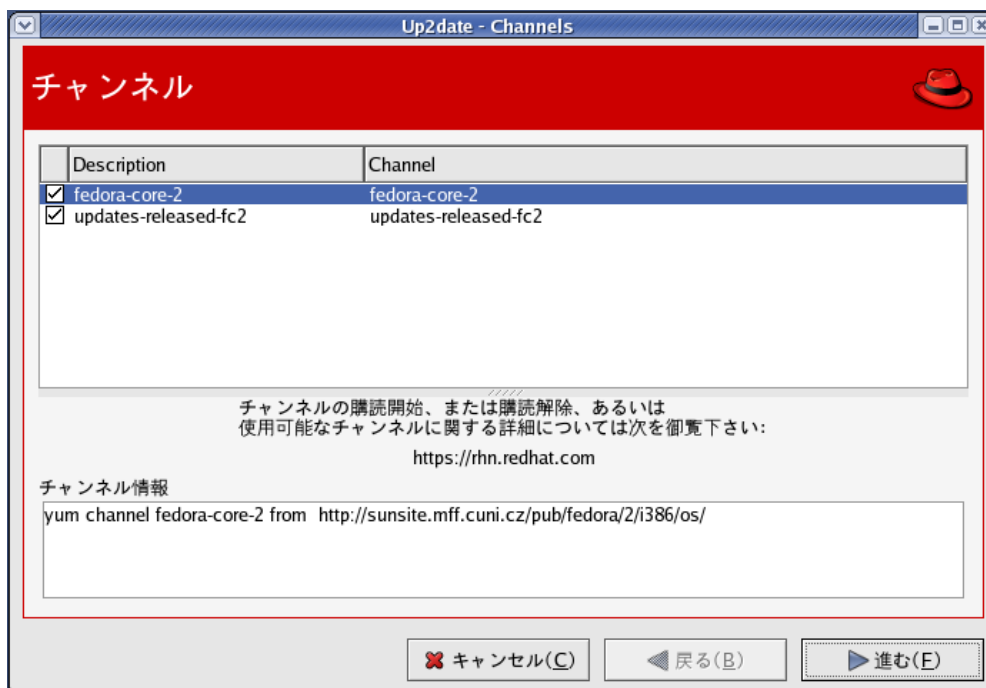 Up2date - Channels
チャンネル
Description Channel
fedora-core-2 fedora-core-2
updates-released-fc2 updates-released-fc2
チャンネルの購読開始、または購読解除、あるいは
使用可能なチャンネルに関する詳細については次を御覧下さい:
https://rhn.redhat.com
チャンネル情報
yum channel fedora-core-2 from http://sunsite.mff.cuni.cz/pub/fedora/2/i386/os/
キャンセル(C) 戻る(B) 進む(F)